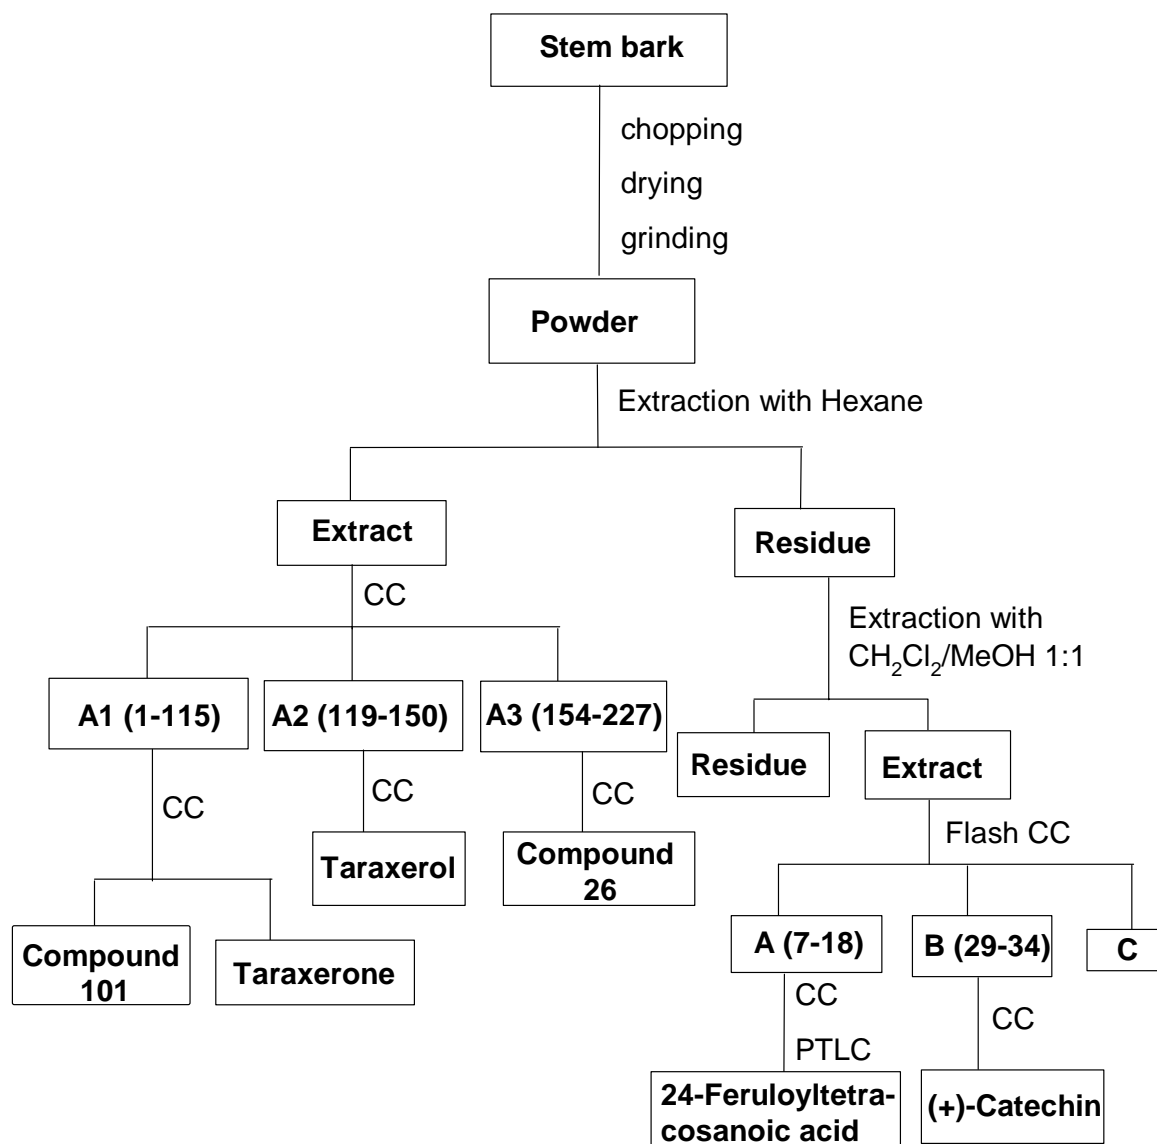 Stem bark
chopping
drying
grinding
Powder
Extraction with Hexane
Extract
Residue
CC
Extraction with
CH₂Cl₂/MeOH 1:1
A1 (1-115)
A2 (119-150)
A3 (154-227)
Residue
Extract
CC
CC
CC
Flash CC
Taraxerol
Compound
26
A (7-18)
B (29-34)
C
Compound
101
Taraxerone
CC
PTLC
CC
24-Feruloyltetra-
cosanoic acid
(+)-Catechin